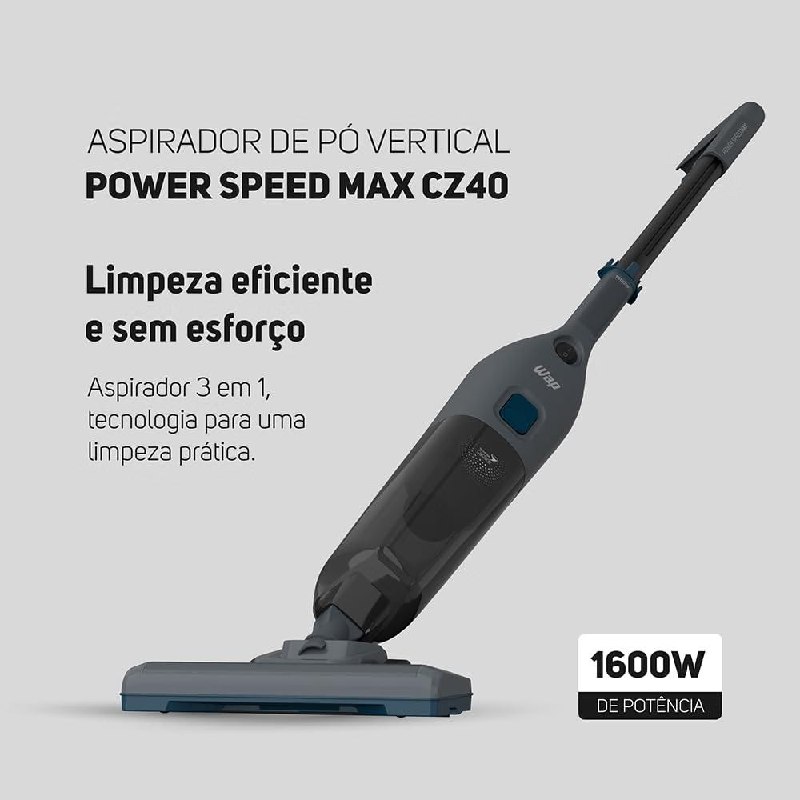 ASPIRADOR DE PÓ VERTICAL
POWER SPEED MAX CZ40
Limpeza eficiente
e sem esforço
Aspirador 3 em 1,
tecnologia para uma
limpeza prática.
Wap
1600W
DE POTÊNCIA